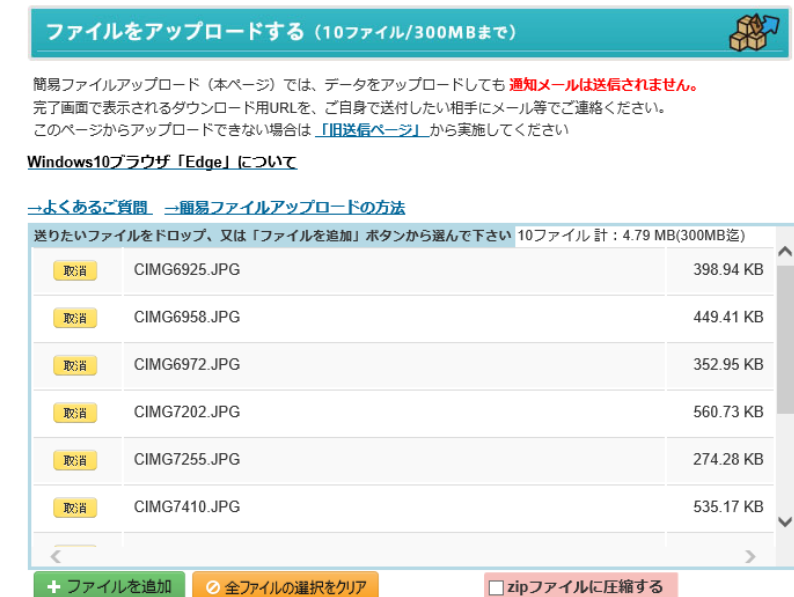 ファイルをアップロードする (10ファイル/300MBまで)
簡易ファイルアップロード（本ページ）では、データをアップロードしても 通知メールは送信されません。
完了画面で表示されるダウンロード用URLを、ご自身で送付したい相手にメール等でご連絡ください。
このページからアップロードできない場合は 「旧送信ページ」 から実施してください
Windows10ブラウザ「Edge」について
→よくあるご質問 →簡易ファイルアップロードの方法
送りたいファイルをドロップ、又は「ファイルを追加」ボタンから選んで下さい 10ファイル 計：4.79 MB(300MB迄)
取消 CIMG6925.JPG 398.94 KB
取消 CIMG6958.JPG 449.41 KB
取消 CIMG6972.JPG 352.95 KB
取消 CIMG7202.JPG 560.73 KB
取消 CIMG7255.JPG 274.28 KB
取消 CIMG7410.JPG 535.17 KB
ファイルを追加 全ファイルの選択をクリア zipファイルに圧縮する